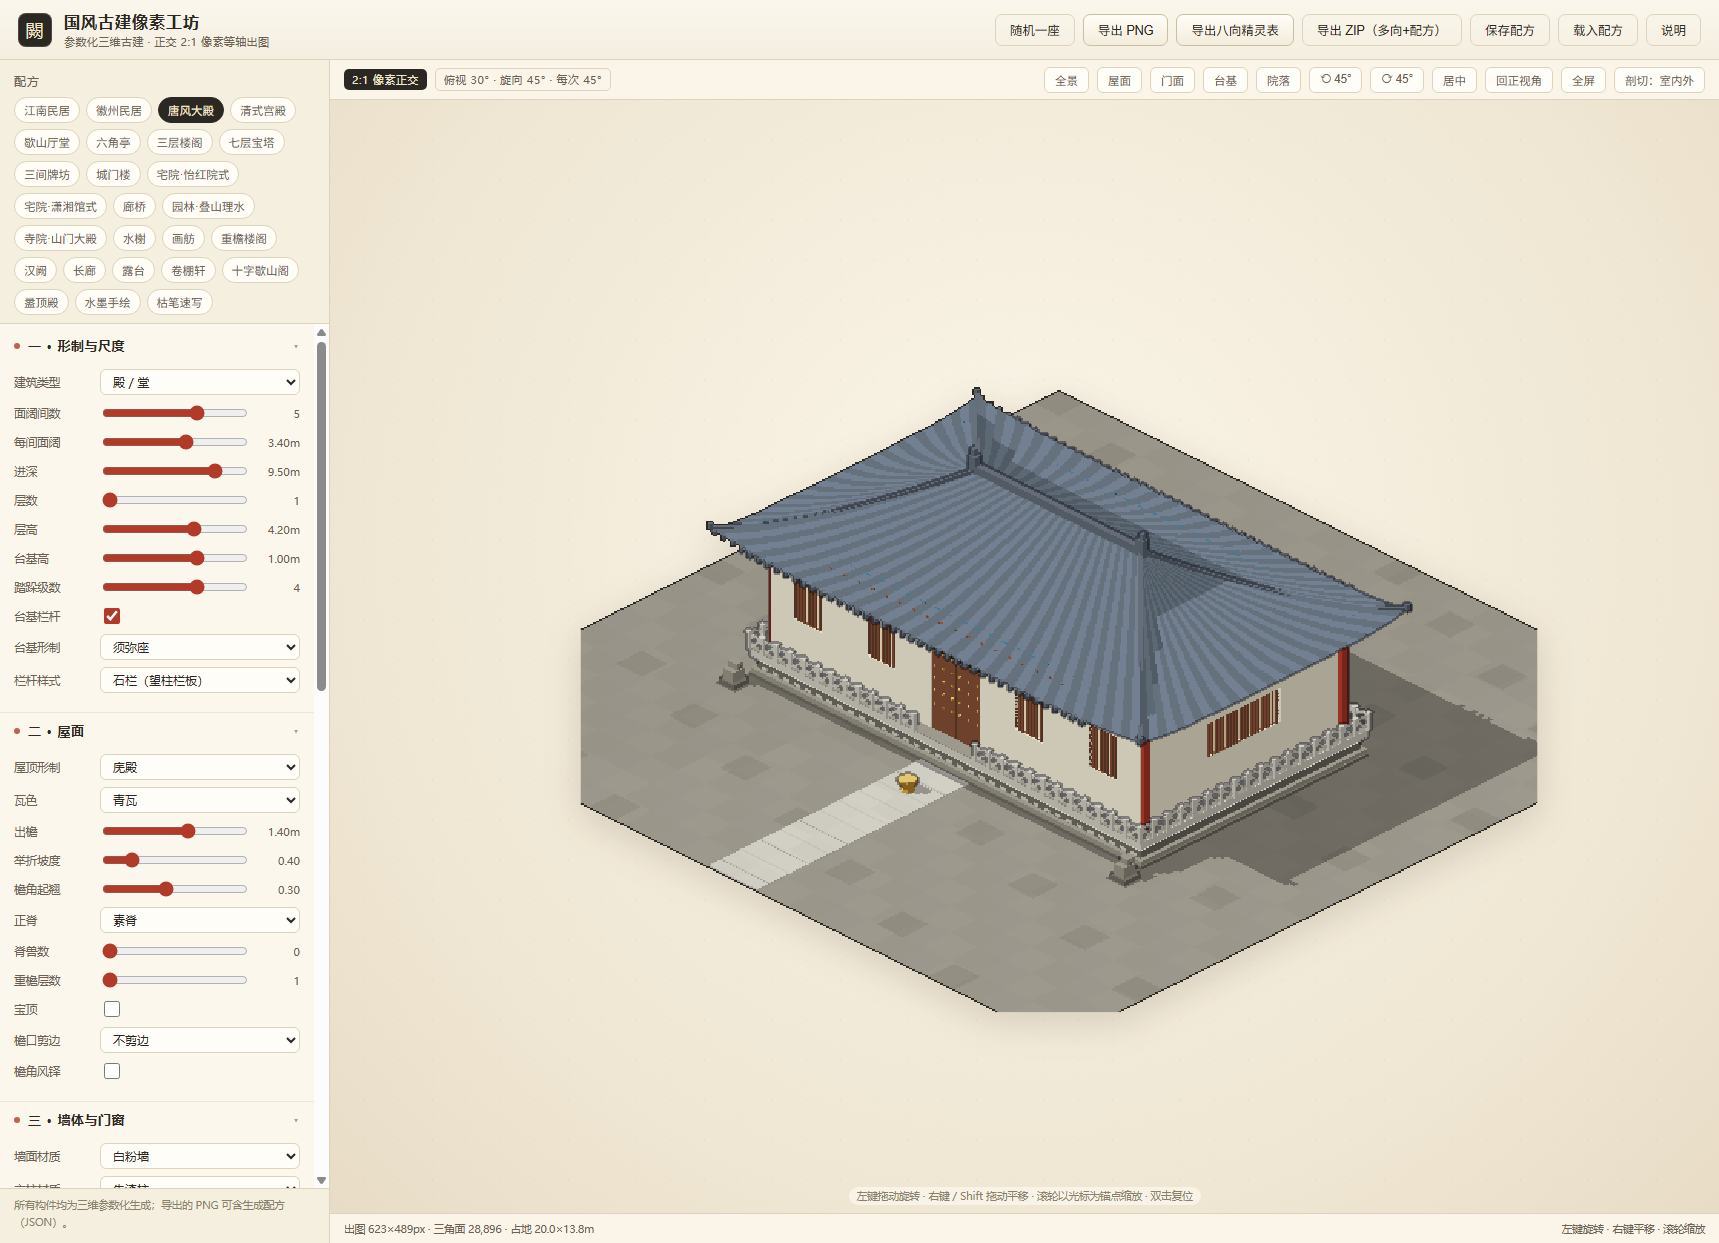 闕
国风古建像素工坊
参数化三维古建 · 正交 2:1 像素等轴出图
随机一座
导出 PNG
导出八向精灵表
导出 ZIP（多向+配方）
保存配方
载入配方
说明
配方
江南民居 徽州民居 唐风大殿 清式宫殿
歇山厅堂 六角亭 三层楼阁 七层宝塔
三间牌坊 城门楼 宅院·怡红院式
宅院·潇湘馆式 廊桥 园林·叠山理水
寺院·山门大殿 水榭 画舫 重檐楼阁
汉阙 长廊 露台 卷棚轩 十字歇山阁
盝顶殿 水墨手绘 枯笔速写
2:1 像素正交
俯视 30° · 旋向 45° · 每次 45°
全景 屋面 门面 台基 院落 ⟲ 45° ⟳ 45° 居中 回正视角 全屏 剖切：室内外
一 • 形制与尺度
建筑类型 殿 / 堂
面阔间数 5
每间面阔 3.40m
进深 9.50m
层数 1
层高 4.20m
台基高 1.00m
踏跺级数 4
台基栏杆
台基形制 须弥座
栏杆样式 石栏（望柱栏板）
二 • 屋面
屋顶形制 庑殿
瓦色 青瓦
出檐 1.40m
举折坡度 0.40
檐角起翘 0.30
正脊 素脊
脊兽数 0
重檐层数 1
宝顶
檐口剪边 不剪边
檐角风铎
三 • 墙体与门窗
墙面材质 白粉墙
所有构件均为三维参数化生成；导出的 PNG 可含生成配方
（JSON）。
左键拖动旋转 · 右键 / Shift 拖动平移 · 滚轮以光标为锚点缩放 · 双击复位
出图 623×489px · 三角面 28,896 · 占地 20.0×13.8m
左键旋转 · 右键平移 · 滚轮缩放